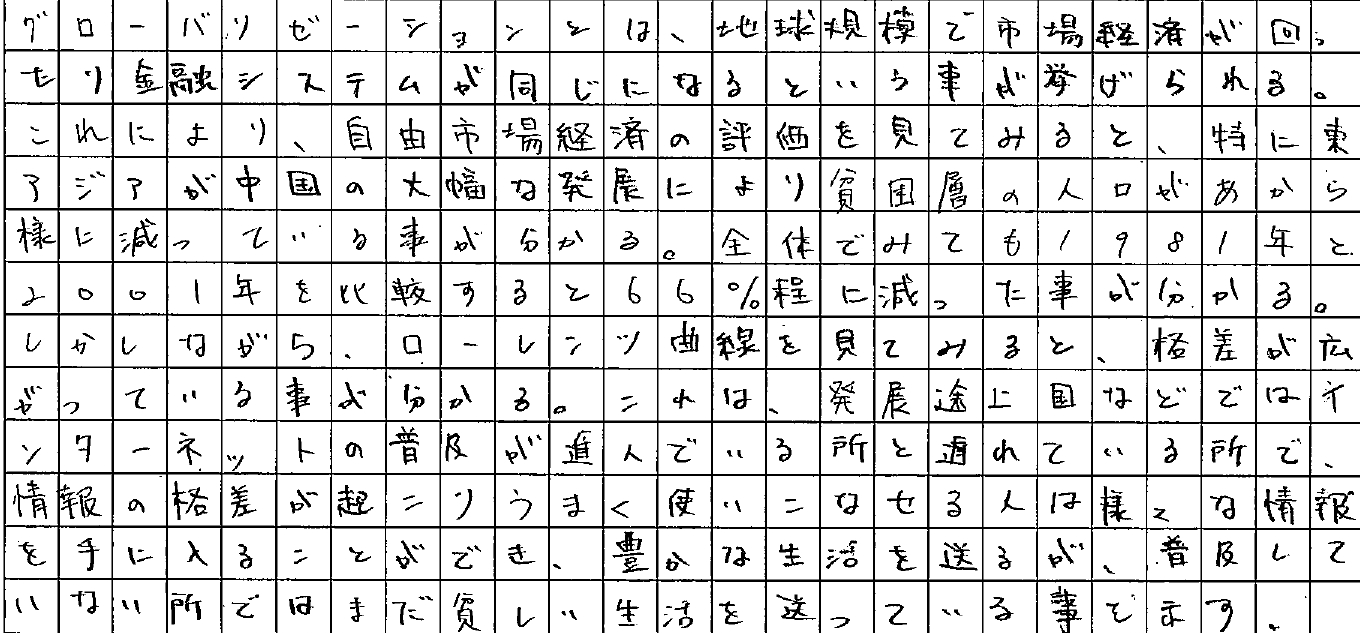 グローバリゼーションとは、地球規模で市場経済が回っ
たり金融システムが同じになるという事が挙げられる。
これにより、自由市場経済の評価を見てみると、特に東
アジアが中国の大幅な発展により貧困層の人口があから
様に減っている事が分かる。全体でみても1981年と
2001年を比較すると66%程に減った事が分かる。
しかしながら、ローレンツ曲線を見てみると、格差が広
がっている事が分かる。これは、発展途上国などではイ
ンターネットの普及が進んでいる所と遅れている所で、
情報の格差が起こりうまく使いこなせる人は様々な情報
を手に入ることができ、豊かな生活を送るが、普及して
いない所ではまだ貧しい生活を送っている事を示す。